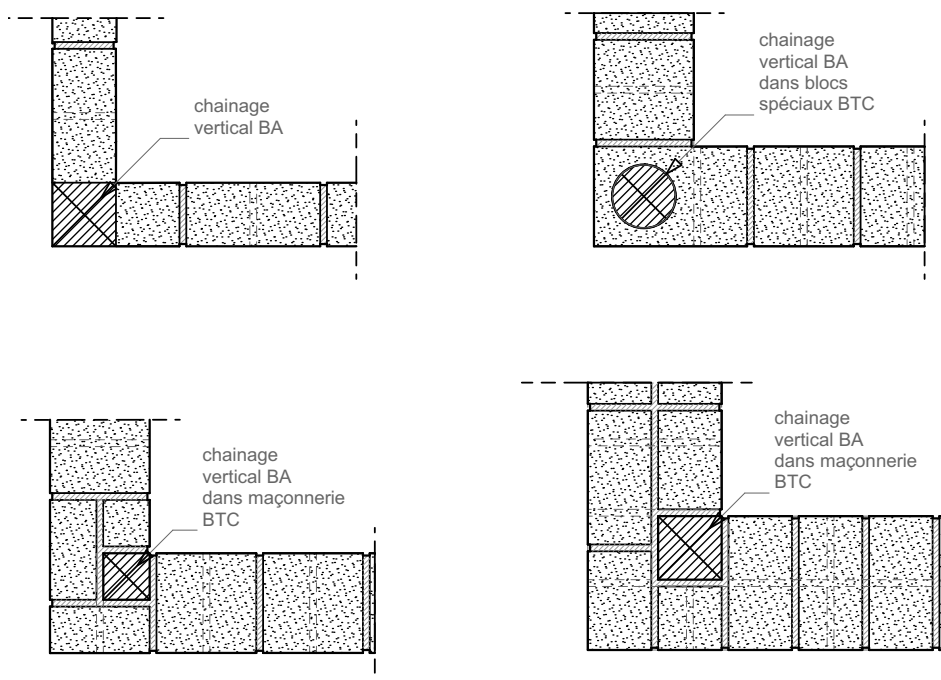 chainage
vertical BA
chainage
vertical BA
dans blocs
spéciaux BTC
chainage
vertical BA
dans maçonnerie
BTC
chainage
vertical BA
dans maçonnerie
BTC